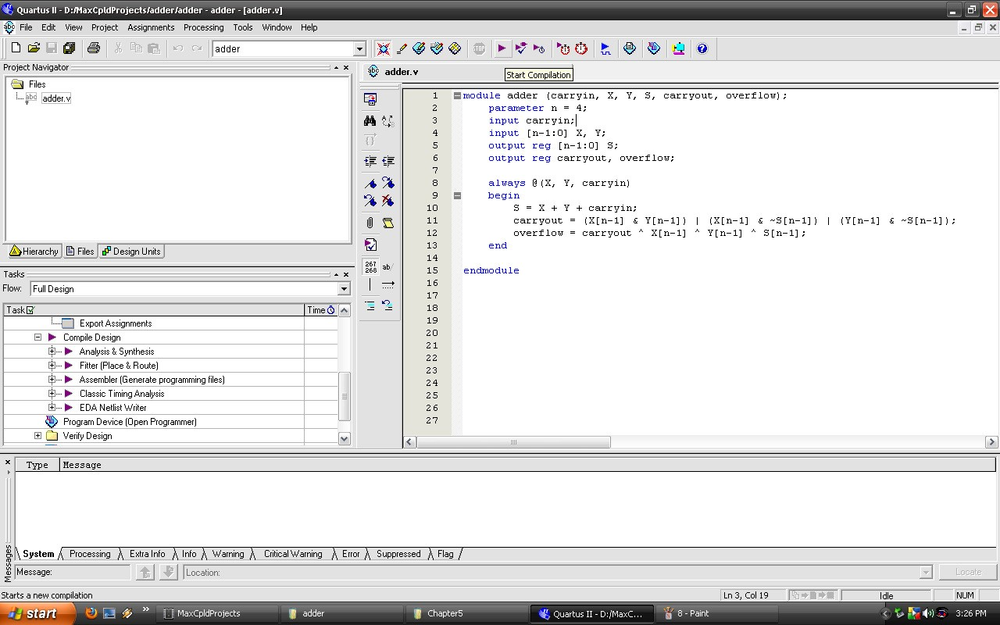 Quartus II - D:/MaxCpldProjects/adder/adder - adder - [adder.v]
File Edit View Project Assignments Processing Tools Window Help
adder
Project Navigator
Files
adder.v
Hierarchy Files Design Units
Tasks
Flow: Full Design
Task Time
Export Assignments
Compile Design
Analysis & Synthesis
Fitter (Place & Route)
Assembler (Generate programming files)
Classic Timing Analysis
EDA Netlist Writer
Program Device (Open Programmer)
Verify Design
adder.v
Start Compilation
1 module adder (carryin, X, Y, S, carryout, overflow);
2 parameter n = 4;
3 input carryin;
4 input [n-1:0] X, Y;
5 output reg [n-1:0] S;
6 output reg carryout, overflow;
7
8 always @(X, Y, carryin)
9 begin
10 S = X + Y + carryin;
11 carryout = (X[n-1] & Y[n-1]) | (X[n-1] & ~S[n-1]) | (Y[n-1] & ~S[n-1]);
12 overflow = carryout ^ X[n-1] ^ Y[n-1] ^ S[n-1];
13 end
14
15 endmodule
16
17
18
19
20
21
22
23
24
25
26
27
267
268
ab/
Type Message
System Processing Extra Info Info Warning Critical Warning Error Suppressed Flag
Messages
Message: Location: Locate
Starts a new compilation Ln 3, Col 19 Idle NUM
start MaxCpldProjects adder Chapter5 Quartus II - D:/MaxC... 8 - Paint 3:26 PM